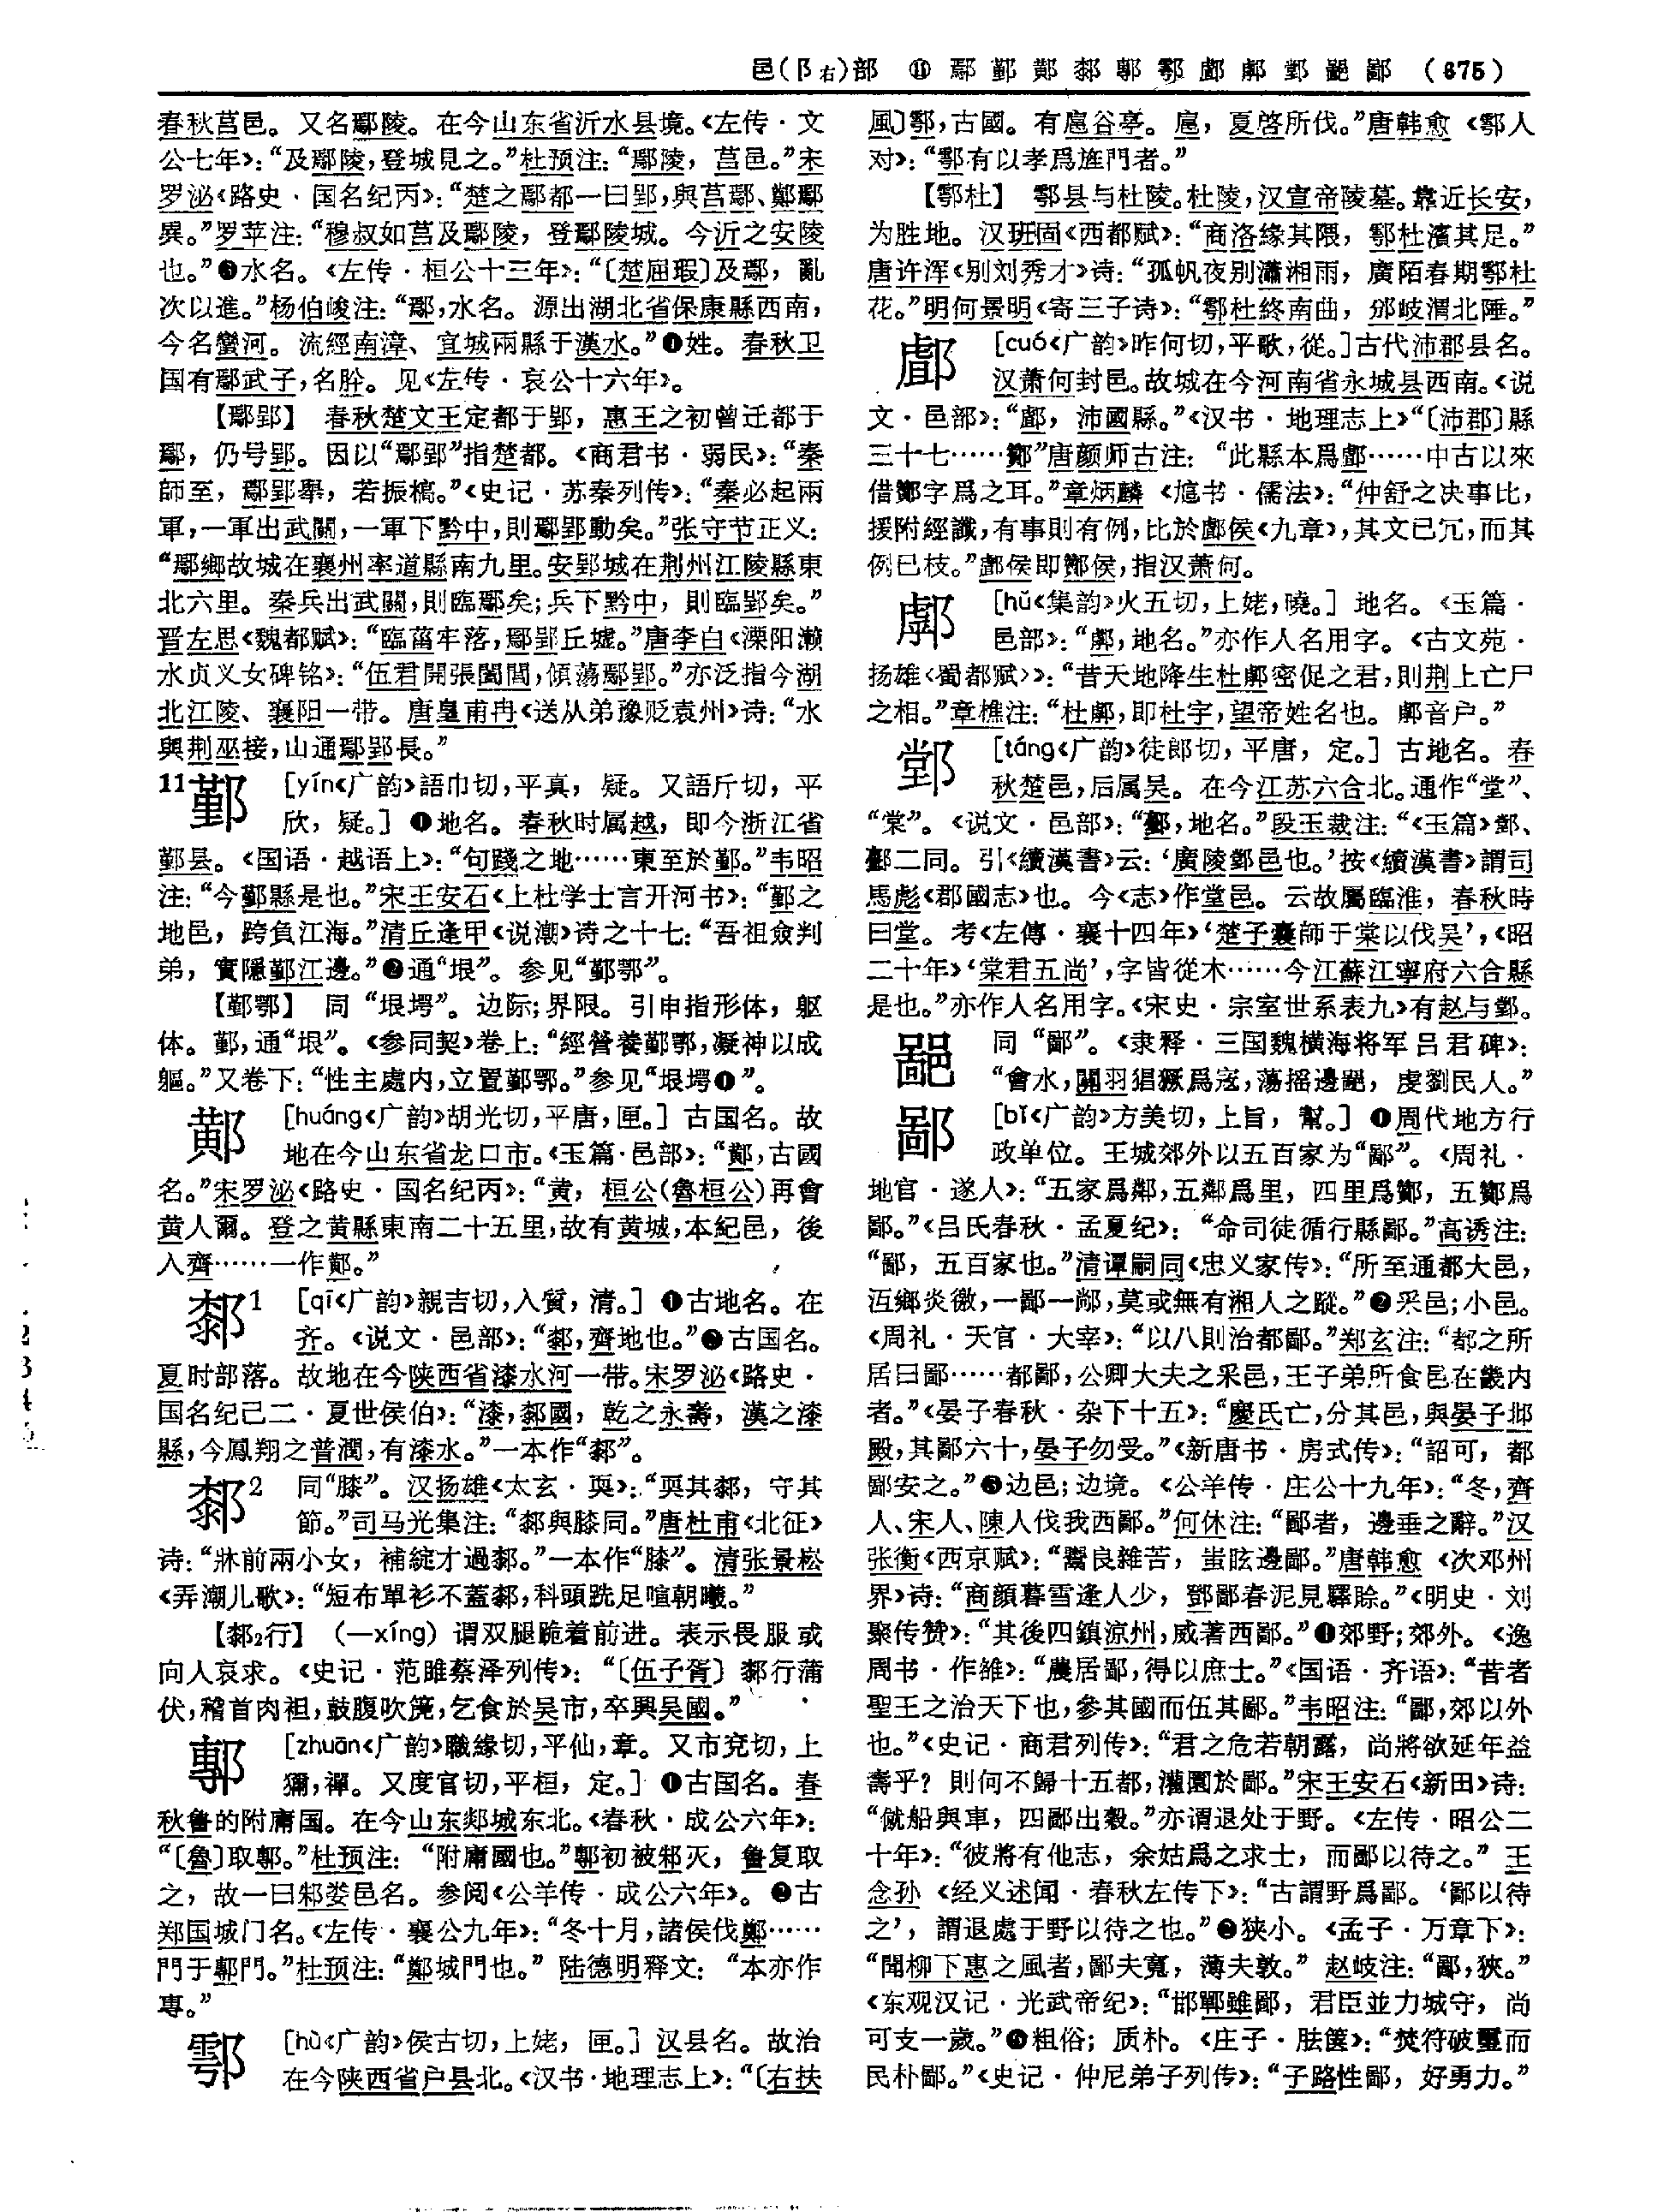 邑(阝右)部 ⑪ 鄢鄞鄚鄛鄟鄠鄌鄜鄭鄙鄙 (675)
春秋莒邑。又名鄢陵。在今山东省沂水县境。《左传·文
公七年》：“及鄢陵，登城見之。”杜预注：“鄢陵，莒邑。”宋
罗泌《路史·国名纪丙》：“楚之鄢都一曰郢，與莒鄢、鄭鄢
異。”罗苹注：“穆叔如莒及鄢陵，登鄢陵城。今沂之安陵
也。”❸水名。《左传·桓公十三年》：“〔楚屈瑕〕及鄢，亂
次以進。”杨伯峻注：“鄢，水名。源出湖北省保康縣西南，
今名蠻河。流經南漳、宜城兩縣于漢水。”❹姓。春秋卫
国有鄢武子，名肸。见《左传·哀公十六年》。
【鄢郢】 春秋楚文王定都于郢，惠王之初曾迁都于
鄢，仍号郢。因以“鄢郢”指楚都。《商君书·弱民》：“秦
師至，鄢郢舉，若振槁。”《史记·苏秦列传》：“秦必起兩
軍，一軍出武關，一軍下黔中，則鄢郢動矣。”张守节正义：
“鄢鄉故城在襄州率道縣南九里。安郢城在荆州江陵縣東
北六里。秦兵出武關，則臨鄢矣；兵下黔中，則臨郢矣。”
晋左思《魏都赋》：“臨菑牢落，鄢郢丘墟。”唐李白《溧阳濑
水贞义女碑铭》：“伍君開張闔閭，傾蕩鄢郢。”亦泛指今湖
北江陵、襄阳一带。唐皇甫冉《送从弟豫贬袁州》诗：“水
與荆巫接，山通鄢郢長。”
11鄞 [yín《广韵》語巾切，平真，疑。又語斤切，平
欣，疑。] ❶地名。春秋时属越，即今浙江省
鄞县。《国语·越语上》：“句踐之地……東至於鄞。”韦昭
注：“今鄞縣是也。”宋王安石《上杜学士言开河书》：“鄞之
地邑，跨負江海。”清丘逢甲《说潮》诗之十七：“吾祖僉判
弟，實隱鄞江邊。”❷通“垠”。参见“鄞鄂”。
【鄞鄂】 同“垠堮”。边际；界限。引申指形体，躯
体。鄞，通“垠”。《参同契》卷上：“經營養鄞鄂，凝神以成
軀。”又卷下：“性主處内，立置鄞鄂。”参见“垠堮❶”。
䣗 [huáng《广韵》胡光切，平唐，匣。] 古国名。故
地在今山东省龙口市。《玉篇·邑部》：“䣗，古國
名。”宋罗泌《路史·国名纪丙》：“黄，桓公(魯桓公)再會
黄人爾。登之黄縣東南二十五里，故有黄城，本紀邑，後
入齊……一作䣗。”
䣛1 [qī《广韵》親吉切，入質，清。] ❶古地名。在
齐。《说文·邑部》：“䣛，齊地也。”❷古国名。
夏时部落。故地在今陕西省漆水河一带。宋罗泌《路史·
国名纪己二·夏世侯伯》：“漆，䣛國，乾之永壽，漢之漆
縣，今鳳翔之普潤，有漆水。”一本作“䣛”。
䣛2 同“膝”。汉扬雄《太玄·耎》：“耎其䣛，守其
節。”司马光集注：“䣛與膝同。”唐杜甫《北征》
诗：“牀前兩小女，補綻才過䣛。”一本作“膝”。清张景崧
《弄潮儿歌》：“短布單衫不蓋䣛，科頭跣足喧朝曦。”
【䣛2行】 (—xíng) 谓双腿跪着前进。表示畏服或
向人哀求。《史记·范雎蔡泽列传》：“〔伍子胥〕䣛行蒲
伏，稽首肉袒，鼓腹吹篪，乞食於吴市，卒興吴國。”
鄟 [zhuān《广韵》職緣切，平仙，章。又市兖切，上
獮，禪。又度官切，平桓，定。] ❶古国名。春
秋鲁的附庸国。在今山东郯城东北。《春秋·成公六年》：
“〔魯〕取鄟。”杜预注：“附庸國也。”鄟初被邾灭，鲁复取
之，故一曰邾娄邑名。参阅《公羊传·成公六年》。❷古
郑国城门名。《左传·襄公九年》：“冬十月，諸侯伐鄭……
門于鄟門。”杜预注：“鄭城門也。”陆德明释文：“本亦作
專。”
鄠 [hù《广韵》侯古切，上姥，匣。] 汉县名。故治
在今陕西省户县北。《汉书·地理志上》：“〔右扶
風〕鄠，古國。有扈谷亭。扈，夏啓所伐。”唐韩愈《鄠人
对》：“鄠有以孝爲旌門者。”
【鄠杜】 鄠县与杜陵。杜陵，汉宣帝陵墓。靠近长安，
为胜地。汉班固《西都赋》：“商洛緣其隈，鄠杜濱其足。”
唐许浑《别刘秀才》诗：“孤帆夜别瀟湘雨，廣陌春期鄠杜
花。”明何景明《寄三子诗》：“鄠杜終南曲，邠岐渭北陲。”
䣜 [cuó《广韵》昨何切，平歌，從。]古代沛郡县名。
汉萧何封邑。故城在今河南省永城县西南。《说
文·邑部》：“䣜，沛國縣。”《汉书·地理志上》“〔沛郡〕縣
三十七……酇”唐颜师古注：“此縣本爲䣜……中古以來
借酇字爲之耳。”章炳麟《訄书·儒法》：“仲舒之决事比，
援附經讖，有事則有例，比於䣜侯《九章》，其文已冗，而其
例已枝。”䣜侯即酇侯，指汉萧何。
鄠 [hǔ《集韵》火五切，上姥，曉。] 地名。《玉篇·
邑部》：“，地名。”亦作人名用字。《古文苑·
扬雄〈蜀都赋〉》：“昔天地降生杜密促之君，則荆上亡尸
之相。”章樵注：“杜，即杜宇，望帝姓名也。音户。”
鄧 [táng《广韵》徒郎切，平唐，定。] 古地名。春
秋楚邑，后属吴。在今江苏六合北。通作“堂”、
“棠”。《说文·邑部》：“，地名。”段玉裁注：“《玉篇》、
二同。引《續漢書》云：‘廣陵邑也。’按《續漢書》謂司
馬彪《郡國志》也。今《志》作堂邑。云故屬臨淮，春秋時
曰堂。考《左傳·襄十四年》‘楚子囊師于棠以伐吴’，《昭
二十年》‘棠君五尚’，字皆從木……今江蘇江寧府六合縣
是也。”亦作人名用字。《宋史·宗室世系表九》有赵与。
同“鄙”。《隶释·三国魏横海将军吕君碑》：
“會水，關羽猖獗爲寇，蕩摇邊，虔劉民人。”
鄙 [bǐ《广韵》方美切，上旨，幫。] ❶周代地方行
政单位。王城郊外以五百家为“鄙”。《周礼·
地官·遂人》：“五家爲鄰，五鄰爲里，四里爲酇，五酇爲
鄙。”《吕氏春秋·孟夏纪》：“命司徒循行縣鄙。”高诱注：
“鄙，五百家也。”清谭嗣同《忠义家传》：“所至通都大邑，
沍鄉炎徼，一鄙一鄗，莫或無有湘人之蹤。”❷采邑；小邑。
《周礼·天官·大宰》：“以八則治都鄙。”郑玄注：“都之所
居曰鄙……都鄙，公卿大夫之采邑，王子弟所食邑在畿内
者。”《晏子春秋·杂下十五》：“慶氏亡，分其邑，與晏子邶
殿，其鄙六十，晏子勿受。”《新唐书·房式传》：“詔可，都
鄙安之。”❸边邑；边境。《公羊传·庄公十九年》：“冬，齊
人、宋人、陳人伐我西鄙。”何休注：“鄙者，邊垂之辭。”汉
张衡《西京赋》：“鬻良雜苦，蚩眩邊鄙。”唐韩愈《次邓州
界》诗：“商顔暮雪逢人少，鄧鄙春泥見驛賒。”《明史·刘
聚传赞》：“其後四鎮涼州，威著西鄙。”❹郊野；郊外。《逸
周书·作雒》：“農居鄙，得以庶士。”《国语·齐语》：“昔者
聖王之治天下也，參其國而伍其鄙。”韦昭注：“鄙，郊以外
也。”《史记·商君列传》：“君之危若朝露，尚將欲延年益
壽乎？則何不歸十五都，灌園於鄙。”宋王安石《新田》诗：
“僦船與車，四鄙出穀。”亦谓退处于野。《左传·昭公二
十年》：“彼將有他志，余姑爲之求士，而鄙以待之。”王
念孙《经义述闻·春秋左传下》：“古謂野爲鄙。‘鄙以待
之’，謂退處于野以待之也。”❺狭小。《孟子·万章下》：
“聞柳下惠之風者，鄙夫寬，薄夫敦。”赵岐注：“鄙，狹。”
《东观汉记·光武帝纪》：“邯鄲雖鄙，君臣並力城守，尚
可支一歲。”❻粗俗；质朴。《庄子·胠箧》：“焚符破璽而
民朴鄙。”《史记·仲尼弟子列传》：“子路性鄙，好勇力。”